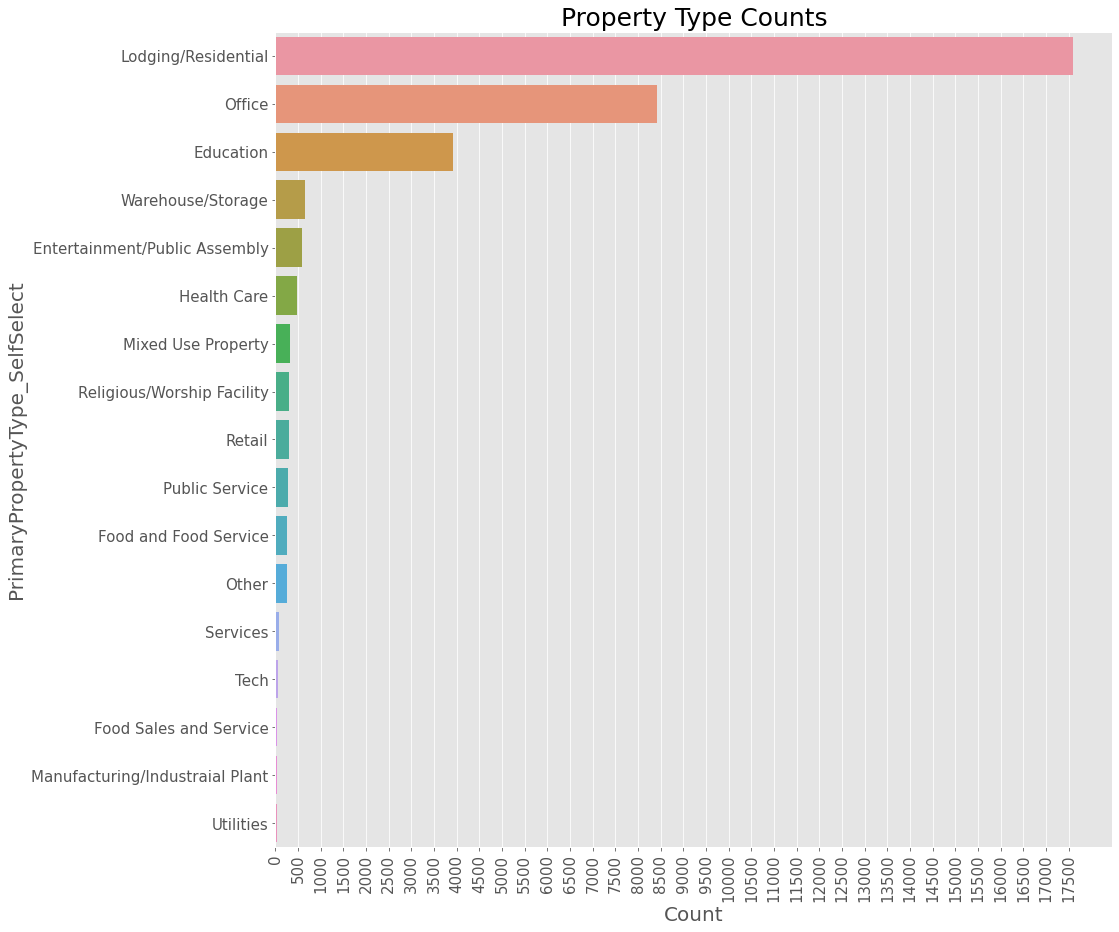 Property Type Counts
PrimaryPropertyType_SelfSelect
Lodging/Residential
Office
Education
Warehouse/Storage
Entertainment/Public Assembly
Health Care
Mixed Use Property
Religious/Worship Facility
Retail
Public Service
Food and Food Service
Other
Services
Tech
Food Sales and Service
Manufacturing/Industraial Plant
Utilities
0
500
1000
1500
2000
2500
3000
3500
4000
4500
5000
5500
6000
6500
7000
7500
8000
8500
9000
9500
10000
10500
11000
11500
12000
12500
13000
13500
14000
14500
15000
15500
16000
16500
17000
17500
Count